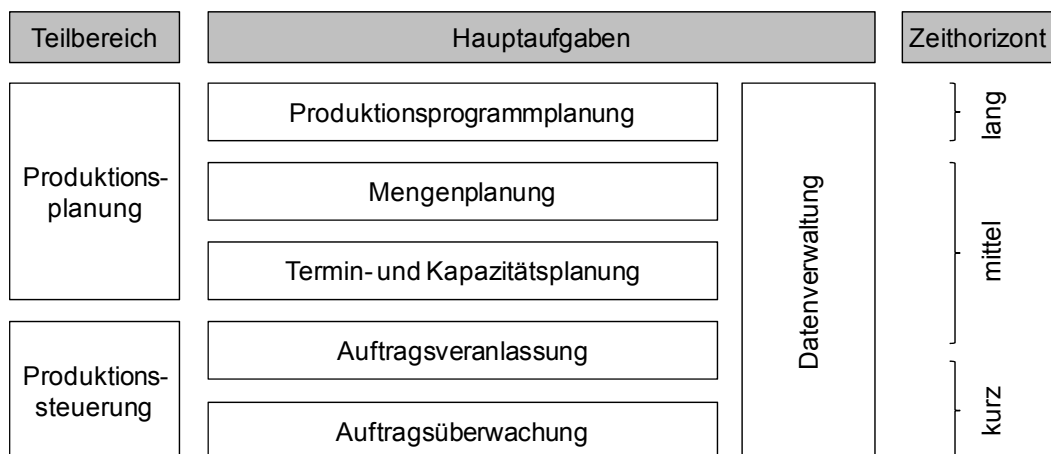 Teilbereich
Hauptaufgaben
Zeithorizont
Produktions-
planung
Produktionsprogrammplanung
Mengenplanung
Termin- und Kapazitätsplanung
Produktions-
steuerung
Auftragsveranlassung
Auftragsüberwachung
Datenverwaltung
lang
mittel
kurz